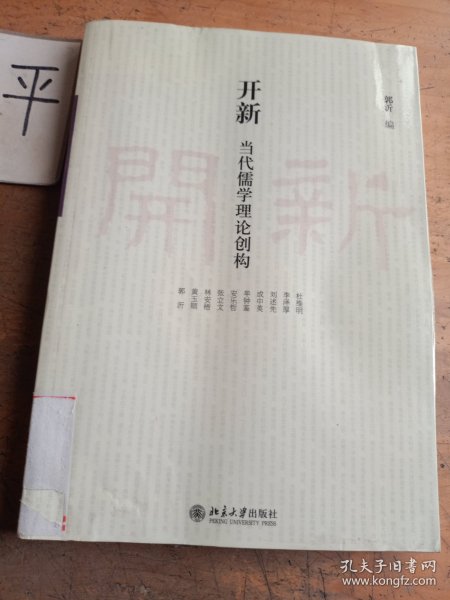 平
郭沂 编
开新
当代儒学理论创构
開新
杜维明
李泽厚
刘述先
成中英
牟钟鉴
安乐哲
张立文
林安梧
黄玉顺
郭沂
北京大学出版社
PEKING UNIVERSITY PRESS
孔夫子旧书网
www.kongfz.com